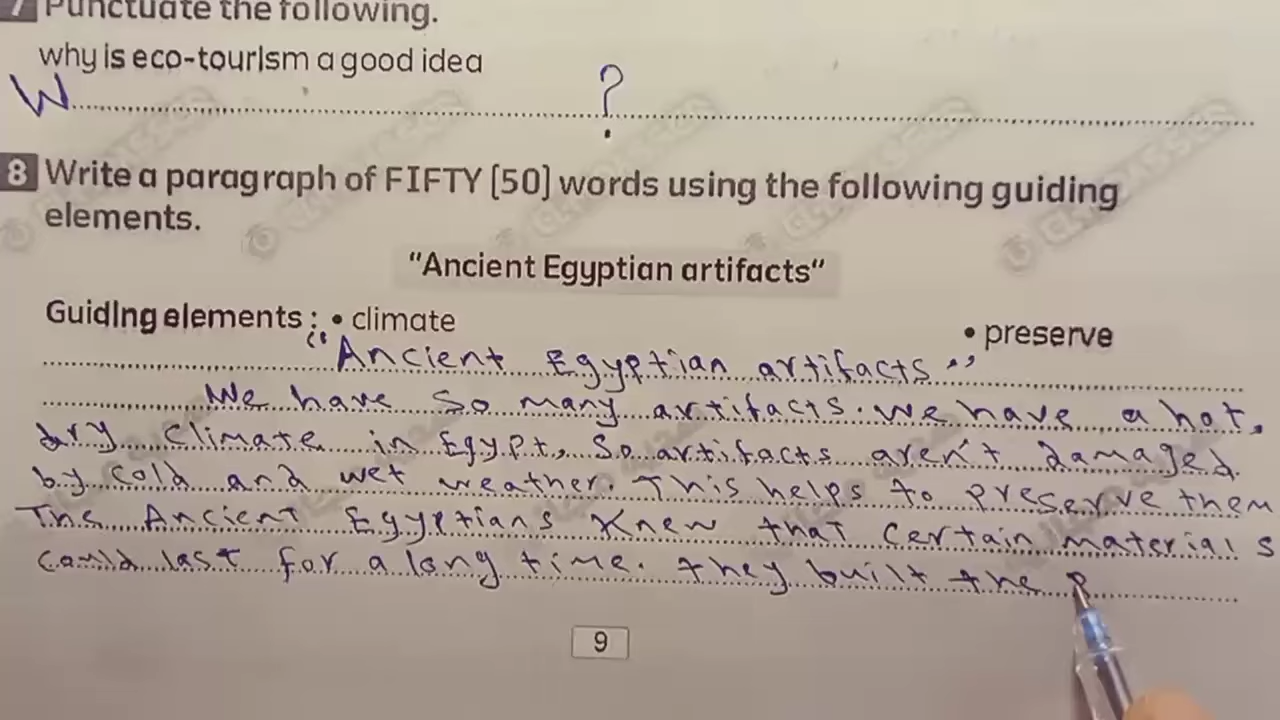 7 Punctuate the following.
why is eco-tourism a good idea
W ?
8 Write a paragraph of FIFTY (50) words using the following guiding
elements.
"Ancient Egyptian artifacts"
Guiding elements : • climate • preserve
"Ancient Egyptian artifacts"
We have so many artifacts. We have a hot,
dry climate in Egypt, So artifacts aren't damaged
by cold and wet weather. This helps to preserve them
The Ancient Egyptians Knew that certain materials
could last for a long time. they built the P
9